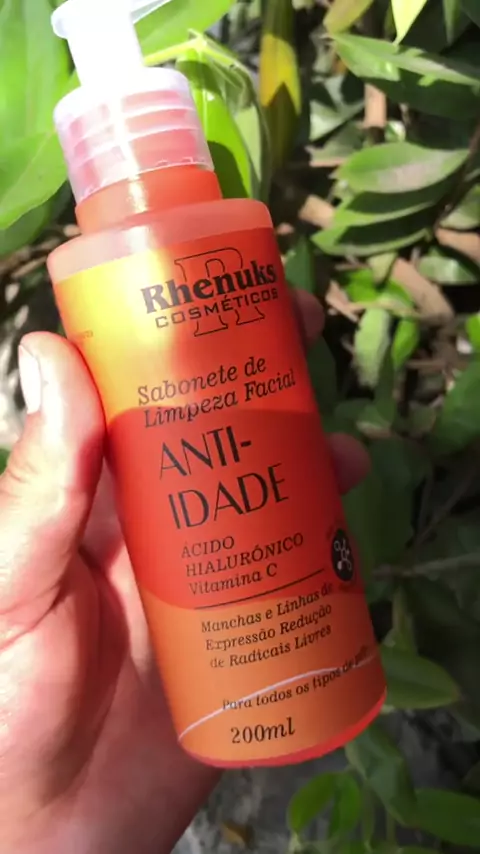 R
Rhenuks
COSMÉTICOS
Sabonete de
Limpeza Facial
ANTI-
IDADE
ÁCIDO
HIALURÔNICO
Vitamina C
Manchas e Linhas de
Expressão Redução
de Radicais Livres
Para todos os tipos de pele
200ml